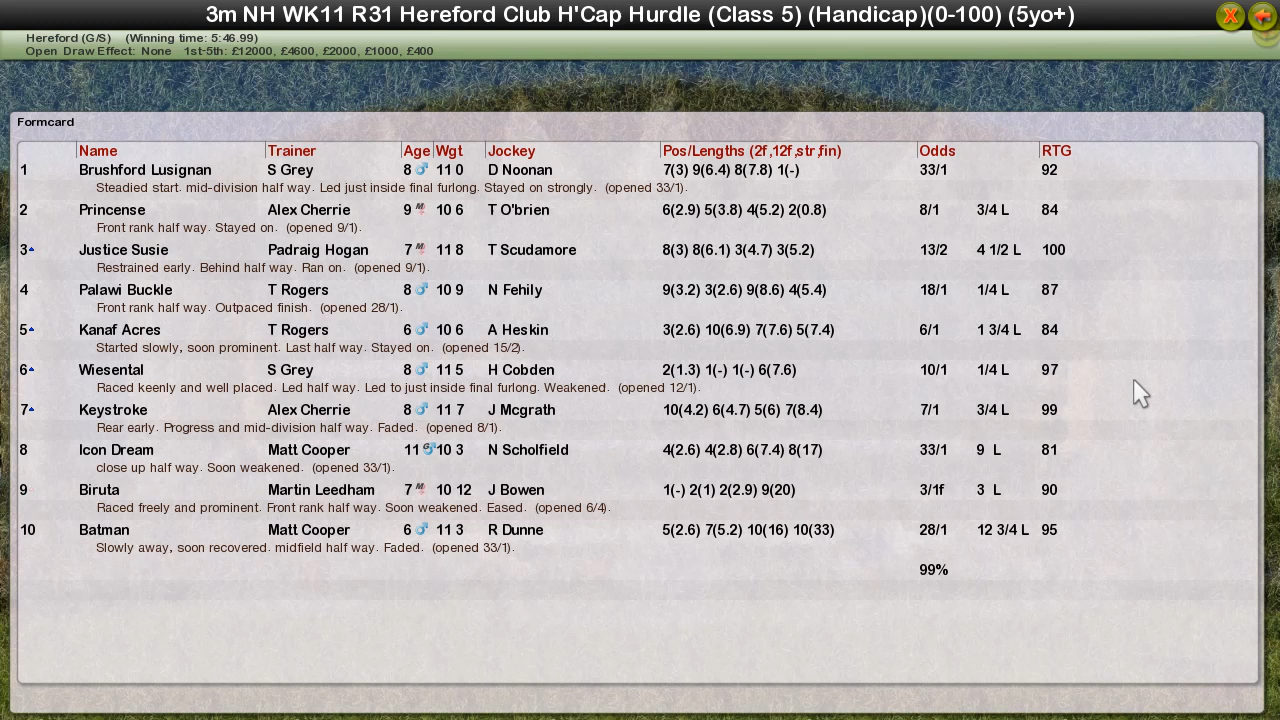 3m NH WK11 R31 Hereford Club H'Cap Hurdle (Class 5) (Handicap)(0-100) (5yo+)
Hereford (G/S) (Winning time: 5:46.99)
Open Draw Effect: None 1st-5th: £12000, £4600, £2000, £1000, £400
Formcard
Name Trainer Age Wgt Jockey Pos/Lengths (2f,12f,str,fin) Odds RTG
1 Brushford Lusignan S Grey 8 11 0 D Noonan 7(3) 9(6.4) 8(7.8) 1(-) 33/1 92
Steadied start. mid-division half way. Led just inside final furlong. Stayed on strongly. (opened 33/1).
2 Princense Alex Cherrie 9 10 6 T O'brien 6(2.9) 5(3.8) 4(5.2) 2(0.8) 8/1 3/4 L 84
Front rank half way. Stayed on. (opened 9/1).
3 Justice Susie Padraig Hogan 7 11 8 T Scudamore 8(3) 8(6.1) 3(4.7) 3(5.2) 13/2 4 1/2 L 100
Restrained early. Behind half way. Ran on. (opened 9/1).
4 Palawi Buckle T Rogers 8 10 9 N Fehily 9(3.2) 3(2.6) 9(8.6) 4(5.4) 18/1 1/4 L 87
Front rank half way. Outpaced finish. (opened 28/1).
5 Kanaf Acres T Rogers 6 10 6 A Heskin 3(2.6) 10(6.9) 7(7.6) 5(7.4) 6/1 1 3/4 L 84
Started slowly, soon prominent. Last half way. Stayed on. (opened 15/2).
6 Wiesental S Grey 8 11 5 H Cobden 2(1.3) 1(-) 1(-) 6(7.6) 10/1 1/4 L 97
Raced keenly and well placed. Led half way. Led to just inside final furlong. Weakened. (opened 12/1).
7 Keystroke Alex Cherrie 8 11 7 J Mcgrath 10(4.2) 6(4.7) 5(6) 7(8.4) 7/1 3/4 L 99
Rear early. Progress and mid-division half way. Faded. (opened 8/1).
8 Icon Dream Matt Cooper 11 10 3 N Scholfield 4(2.6) 4(2.8) 6(7.4) 8(17) 33/1 9 L 81
close up half way. Soon weakened. (opened 33/1).
9 Biruta Martin Leedham 7 10 12 J Bowen 1(-) 2(1) 2(2.9) 9(20) 3/1f 3 L 90
Raced freely and prominent. Front rank half way. Soon weakened. Eased. (opened 6/4).
10 Batman Matt Cooper 6 11 3 R Dunne 5(2.6) 7(5.2) 10(16) 10(33) 28/1 12 3/4 L 95
Slowly away, soon recovered. midfield half way. Faded. (opened 33/1).
99%